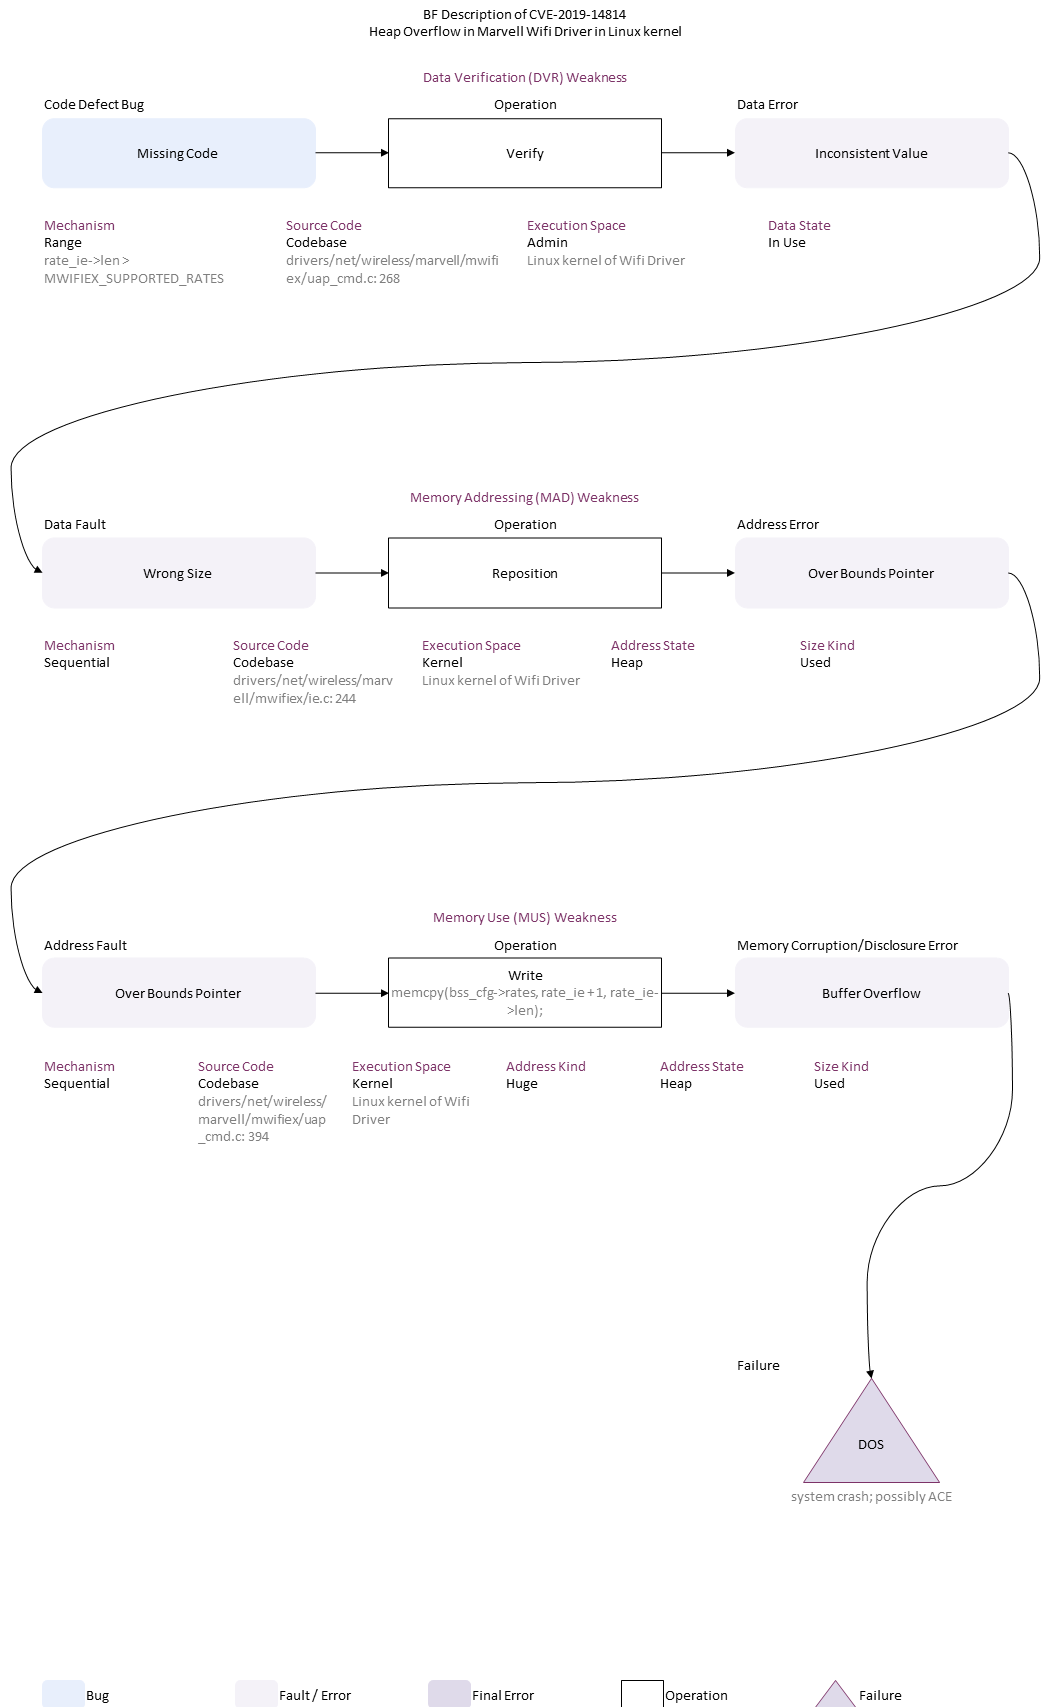 BF Description of CVE-2019-14814
Heap Overflow in Marvell Wifi Driver in Linux kernel
Data Verification (DVR) Weakness
Code Defect Bug
Operation
Data Error
Missing Code
Verify
Inconsistent Value
Mechanism
Range
rate_ie->len >
MWIFIEX_SUPPORTED_RATES
Source Code
Codebase
drivers/net/wireless/marvell/mwifi
ex/uap_cmd.c: 268
Execution Space
Admin
Linux kernel of Wifi Driver
Data State
In Use
Memory Addressing (MAD) Weakness
Data Fault
Operation
Address Error
Wrong Size
Reposition
Over Bounds Pointer
Mechanism
Sequential
Source Code
Codebase
drivers/net/wireless/marv
ell/mwifiex/ie.c: 244
Execution Space
Kernel
Linux kernel of Wifi Driver
Address State
Heap
Size Kind
Used
Memory Use (MUS) Weakness
Address Fault
Operation
Memory Corruption/Disclosure Error
Over Bounds Pointer
Write
memcpy(bss_cfg->rates, rate_ie + 1, rate_ie-
>len);
Buffer Overflow
Mechanism
Sequential
Source Code
Codebase
drivers/net/wireless/
marvell/mwifiex/uap
_cmd.c: 394
Execution Space
Kernel
Linux kernel of Wifi
Driver
Address Kind
Huge
Address State
Heap
Size Kind
Used
Failure
DOS
system crash; possibly ACE
Bug
Fault / Error
Final Error
Operation
Failure